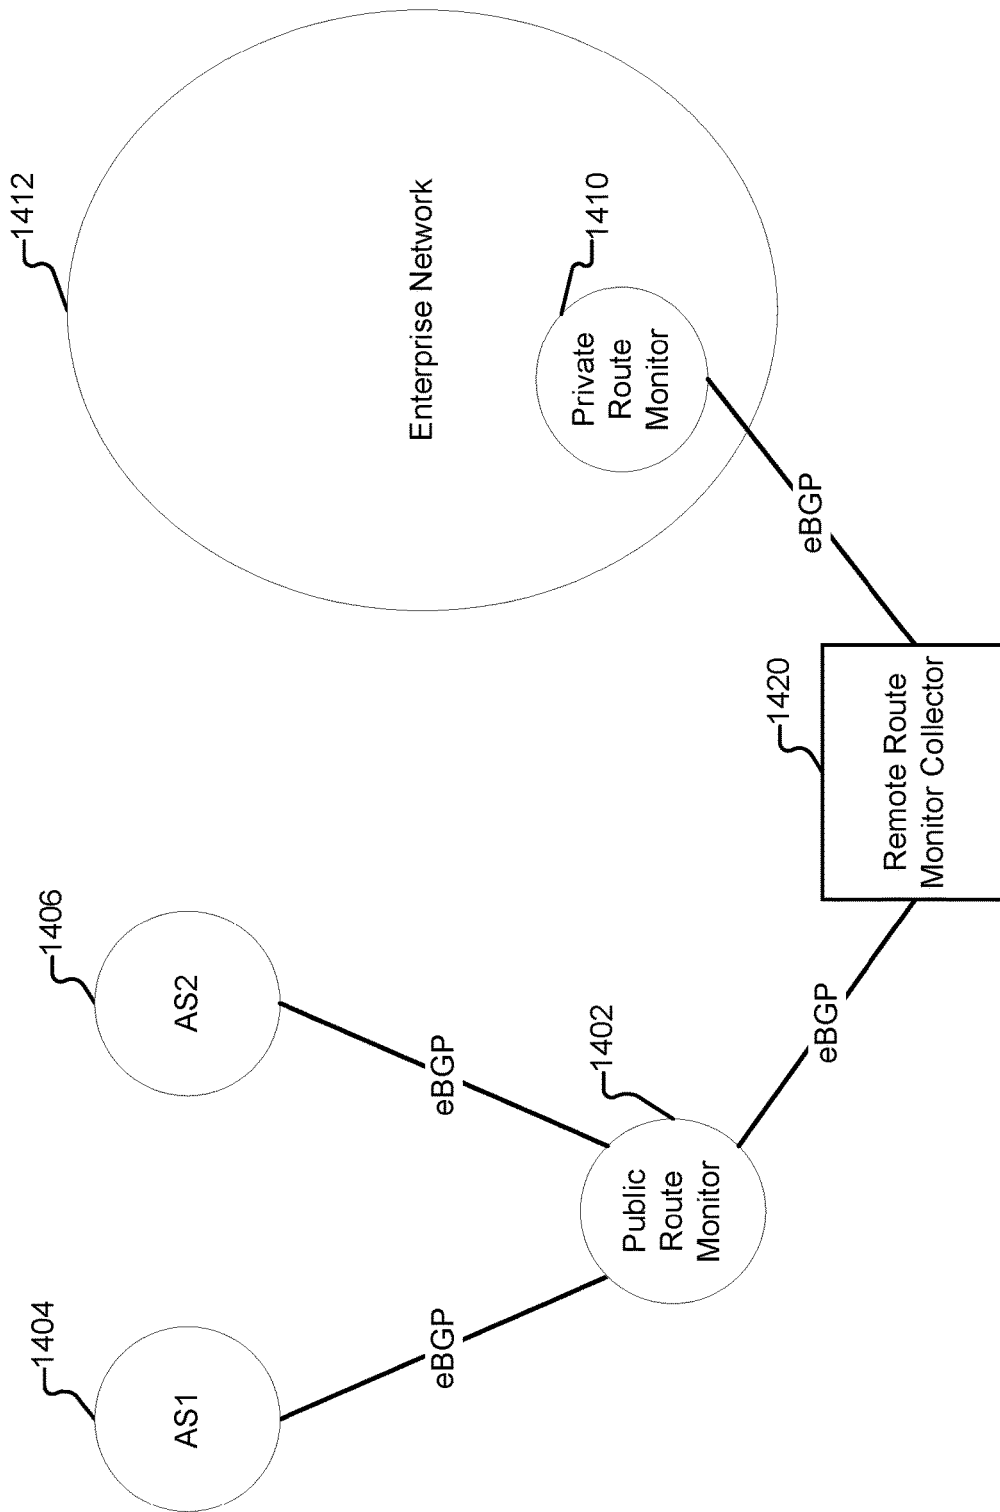 1404
AS1
1406
AS2
eBGP
eBGP
1402
Public
Route
Monitor
eBGP
1420
Remote Route
Monitor Collector
eBGP
1412
Enterprise Network
1410
Private
Route
Monitor